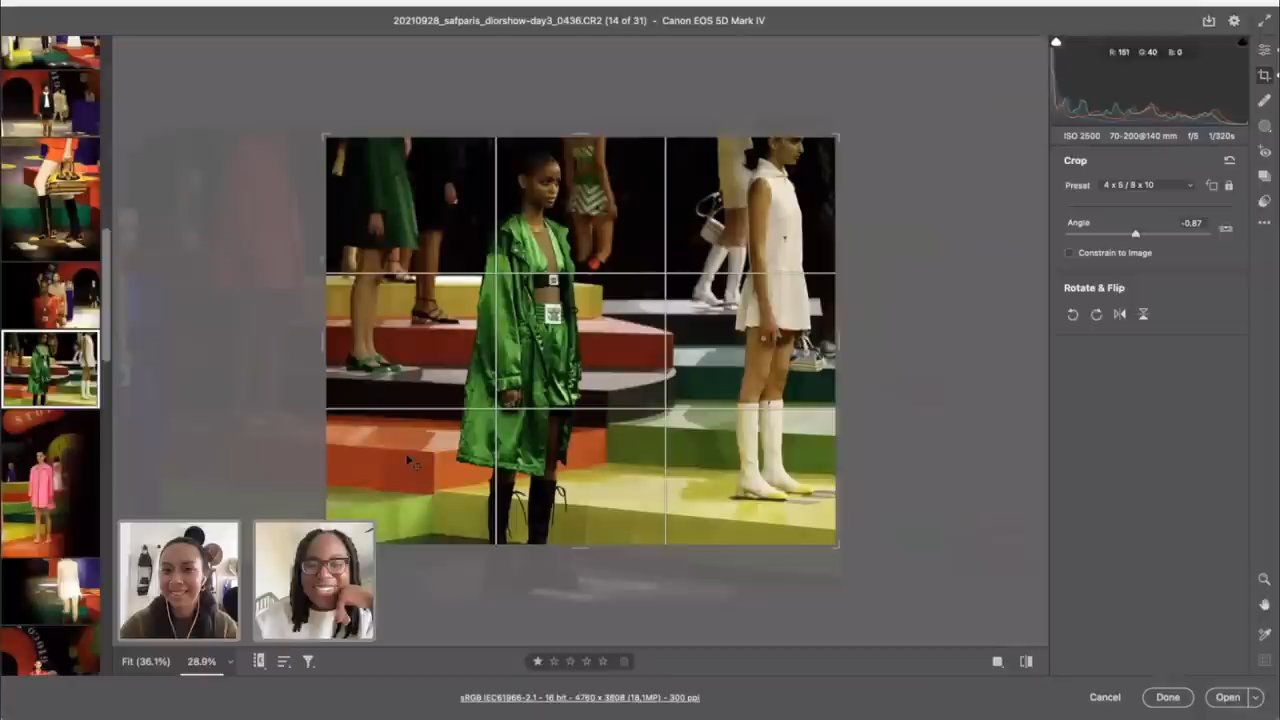 20210928_safparis_diorshow-day3_0436.CR2 (14 of 31) - Canon EOS 5D Mark IV
R: 151 G: 40 B: 0
ISO 2500 70-200@140 mm f/5 1/320s
Crop
Preset 4 x 5 / 8 x 10
Angle -0.87
Constrain to Image
Rotate & Flip
Fit (36.1%) 28.9%
sRGB IEC61966-2.1 - 16 bit - 4760 x 3808 (18.1MP) - 300 ppi
Cancel Done Open